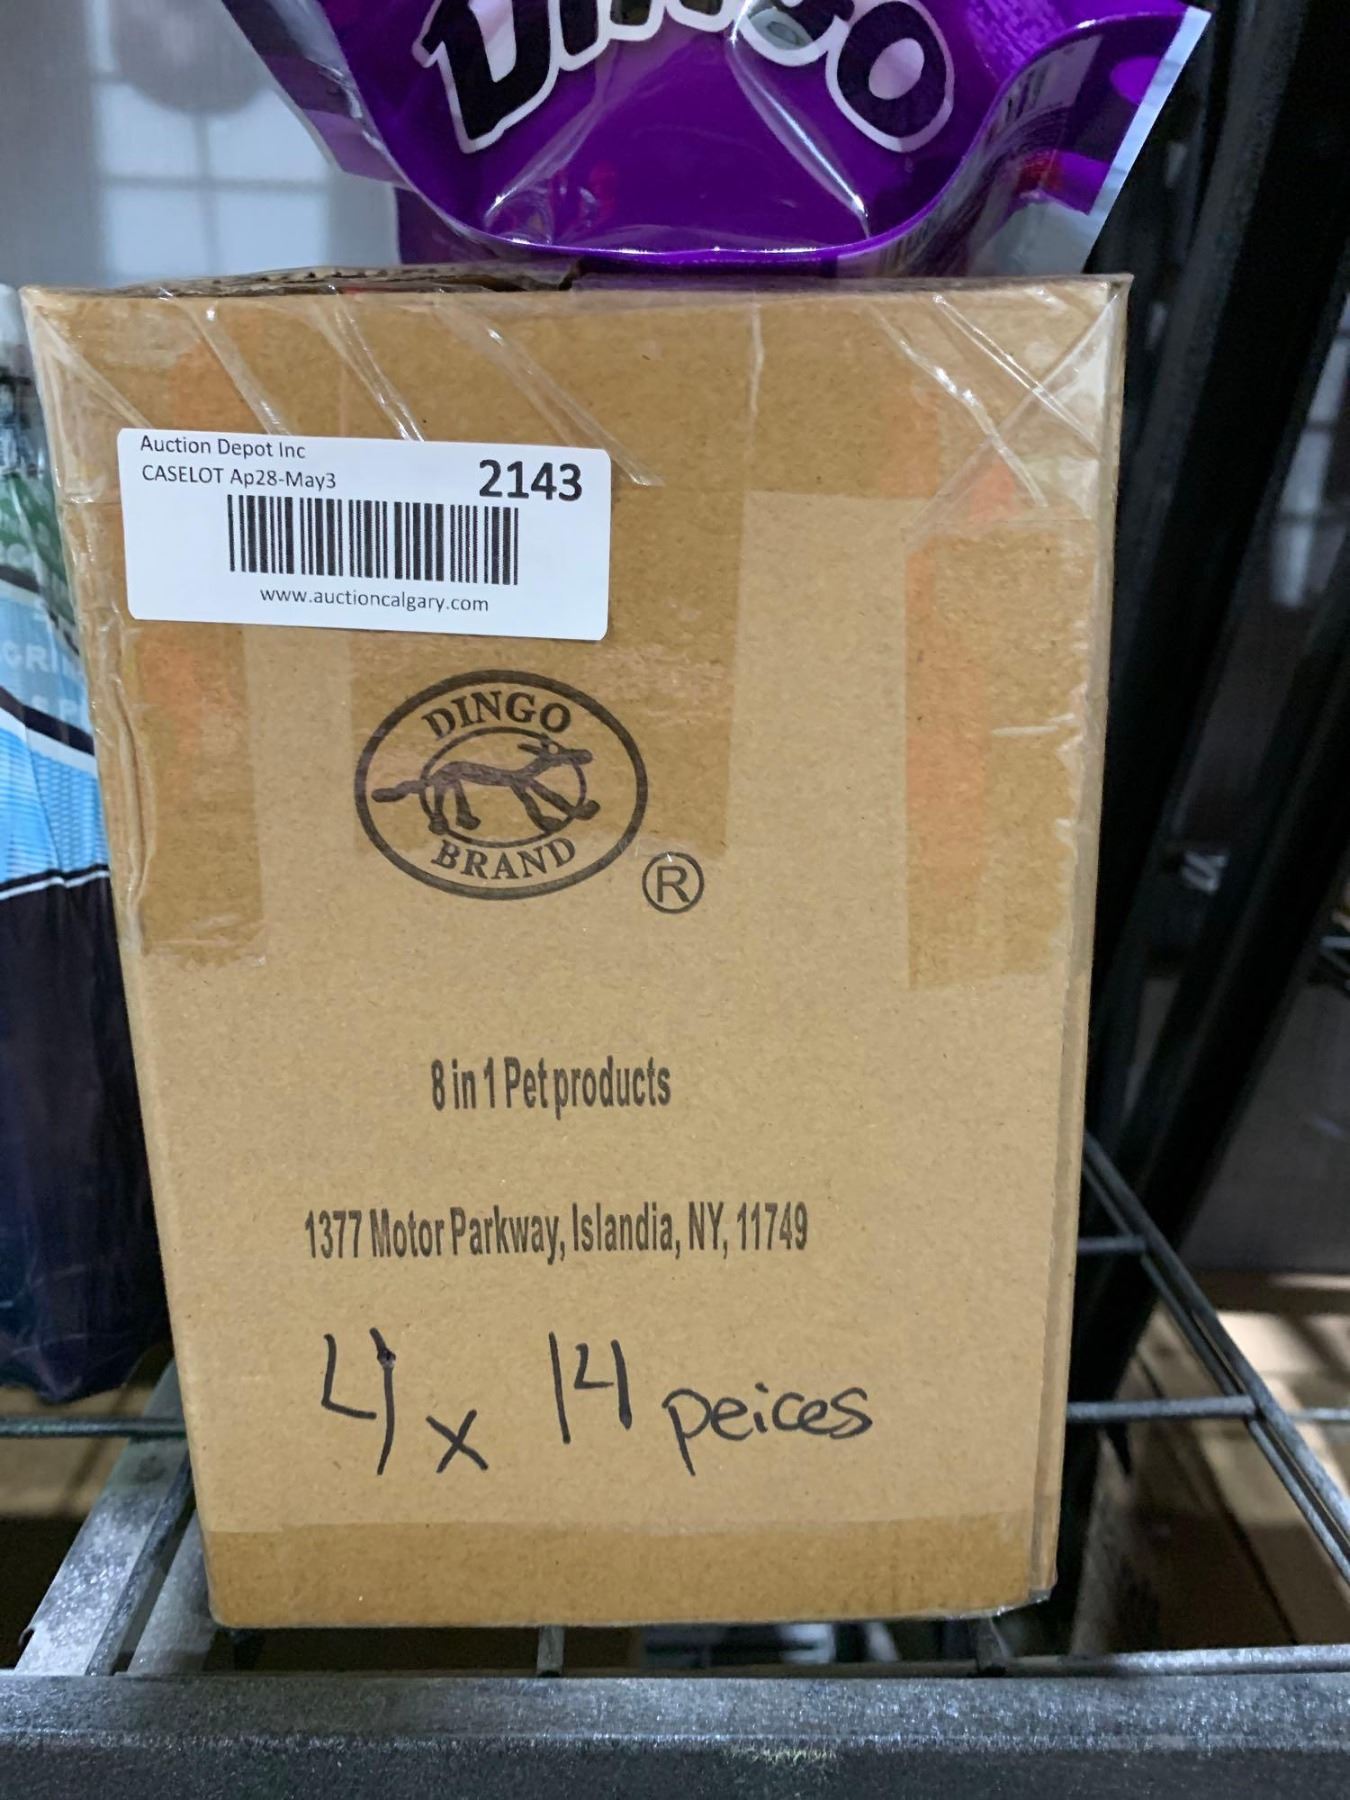 DINGO
Auction Depot Inc
CASELOT Ap28-May3
2143
www.auctioncalgary.com
DINGO
BRAND
®
8 in 1 Pet products
1377 Motor Parkway, Islandia, NY, 11749
4 x 14 peices